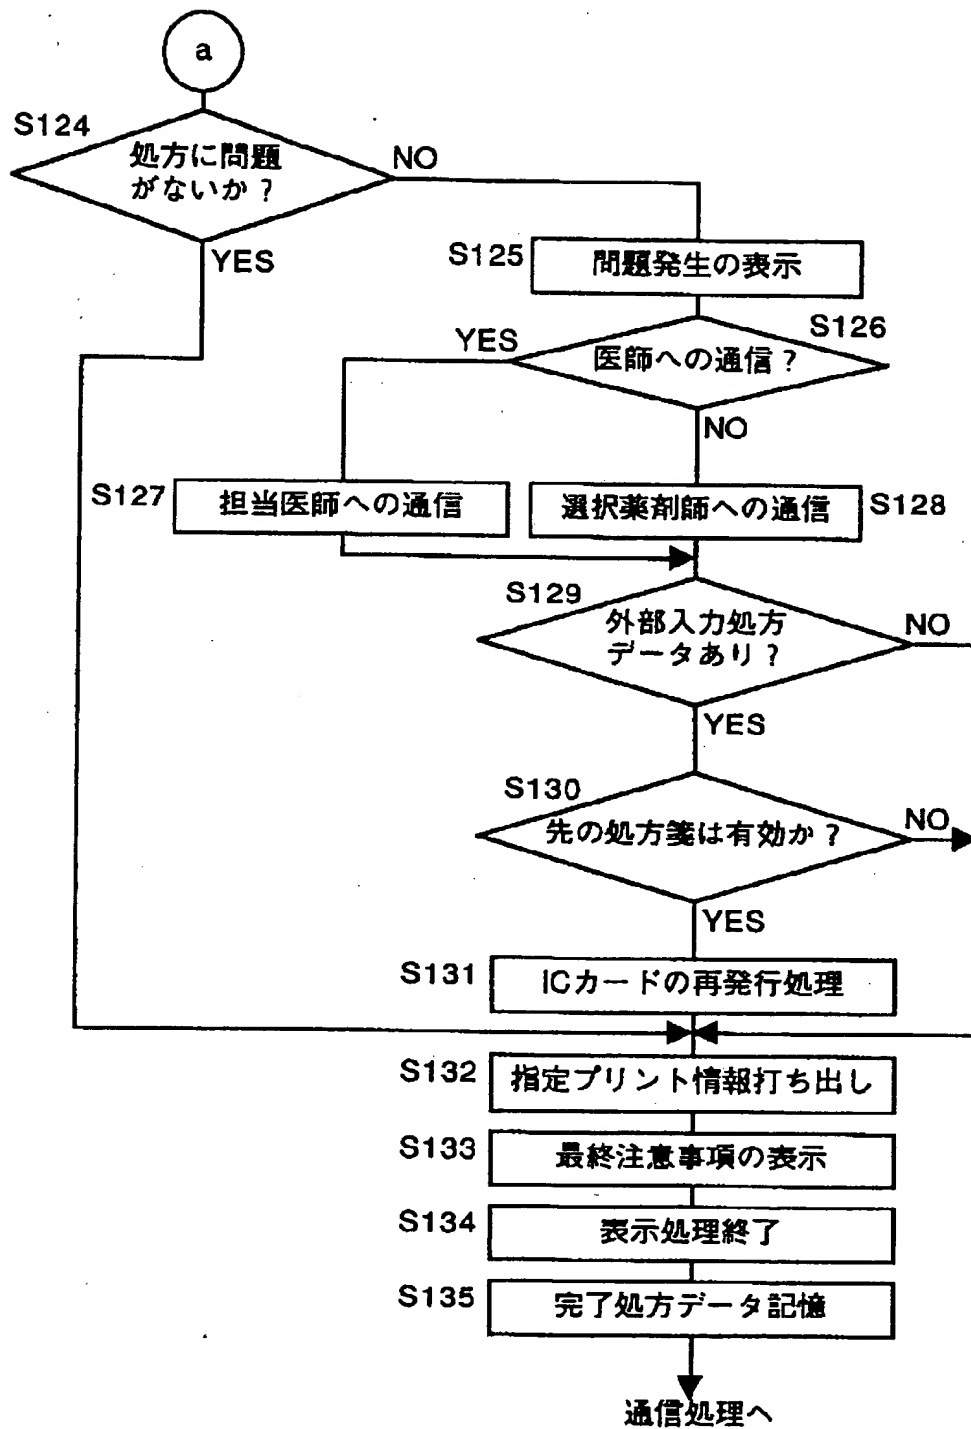 a
S124
処方に問題
がないか？
NO
YES
S125
問題発生の表示
S126
YES
医師への通信？
NO
S127
担当医師への通信
選択薬剤師への通信
S128
S129
外部入力処方
データあり？
NO
YES
S130
先の処方箋は有効か？
NO
YES
S131
ICカードの再発行処理
S132
指定プリント情報打ち出し
S133
最終注意事項の表示
S134
表示処理終了
S135
完了処方データ記憶
通信処理へ